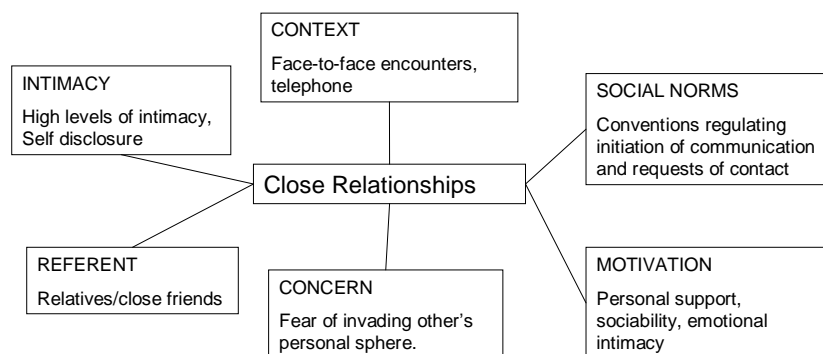 CONTEXT
Face-to-face encounters,
telephone
INTIMACY
High levels of intimacy,
Self disclosure
SOCIAL NORMS
Conventions regulating
initiation of communication
and requests of contact
Close Relationships
REFERENT
Relatives/close friends
CONCERN
Fear of invading other’s
personal sphere.
MOTIVATION
Personal support,
sociability, emotional
intimacy